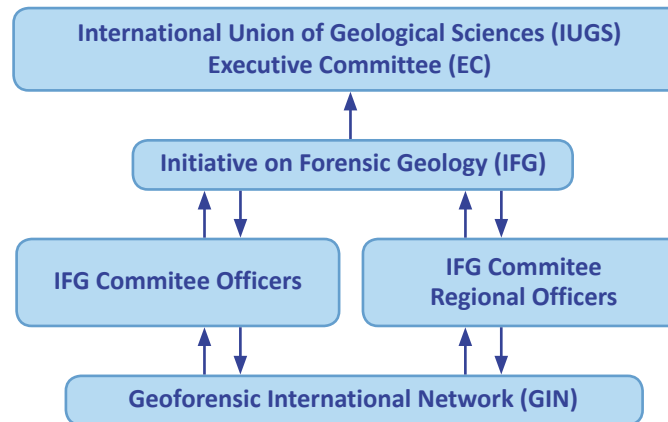 International Union of Geological Sciences (IUGS)
Executive Committee (EC)
Initiative on Forensic Geology (IFG)
IFG Commitee Officers
IFG Commitee
Regional Officers
Geoforensic International Network (GIN)